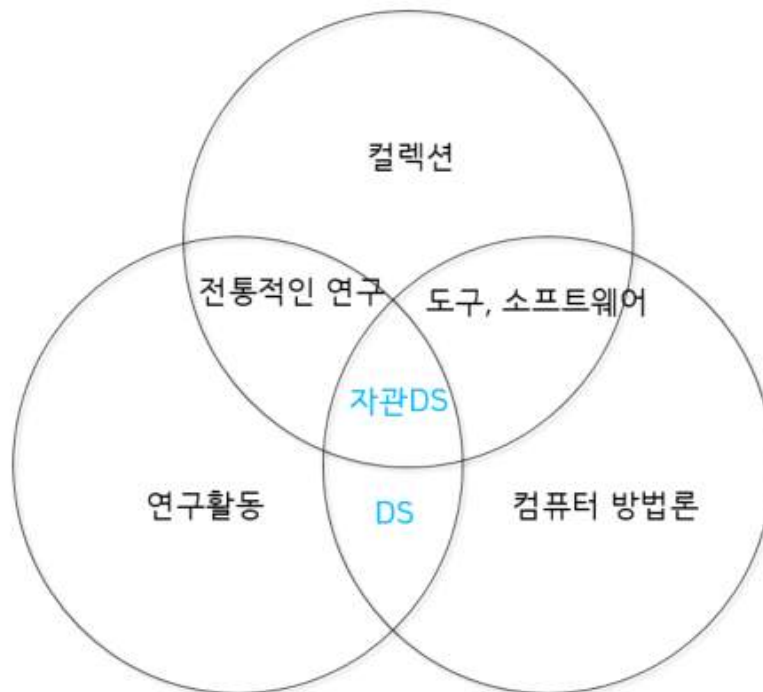 컬렉션
전통적인 연구
도구, 소프트웨어
자관DS
연구활동
DS
컴퓨터 방법론